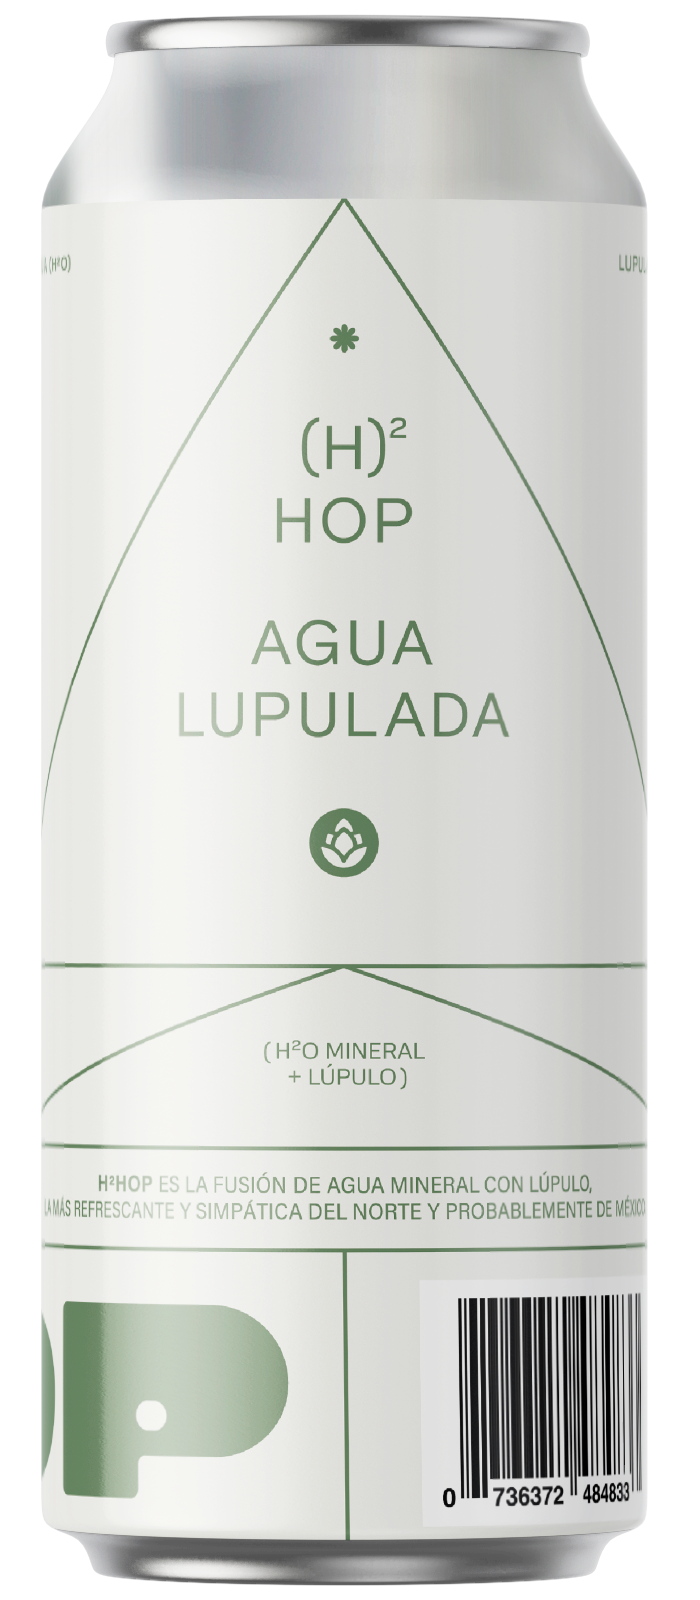 (H²O)
(H)²
HOP
AGUA
LUPULADA
(H²O MINERAL
+ LÚPULO)
H²HOP ES LA FUSIÓN DE AGUA MINERAL CON LÚPULO,
LA MÁS REFRESCANTE Y SIMPÁTICA DEL NORTE Y PROBABLEMENTE DE MÉXICO
P
0 736372 484833